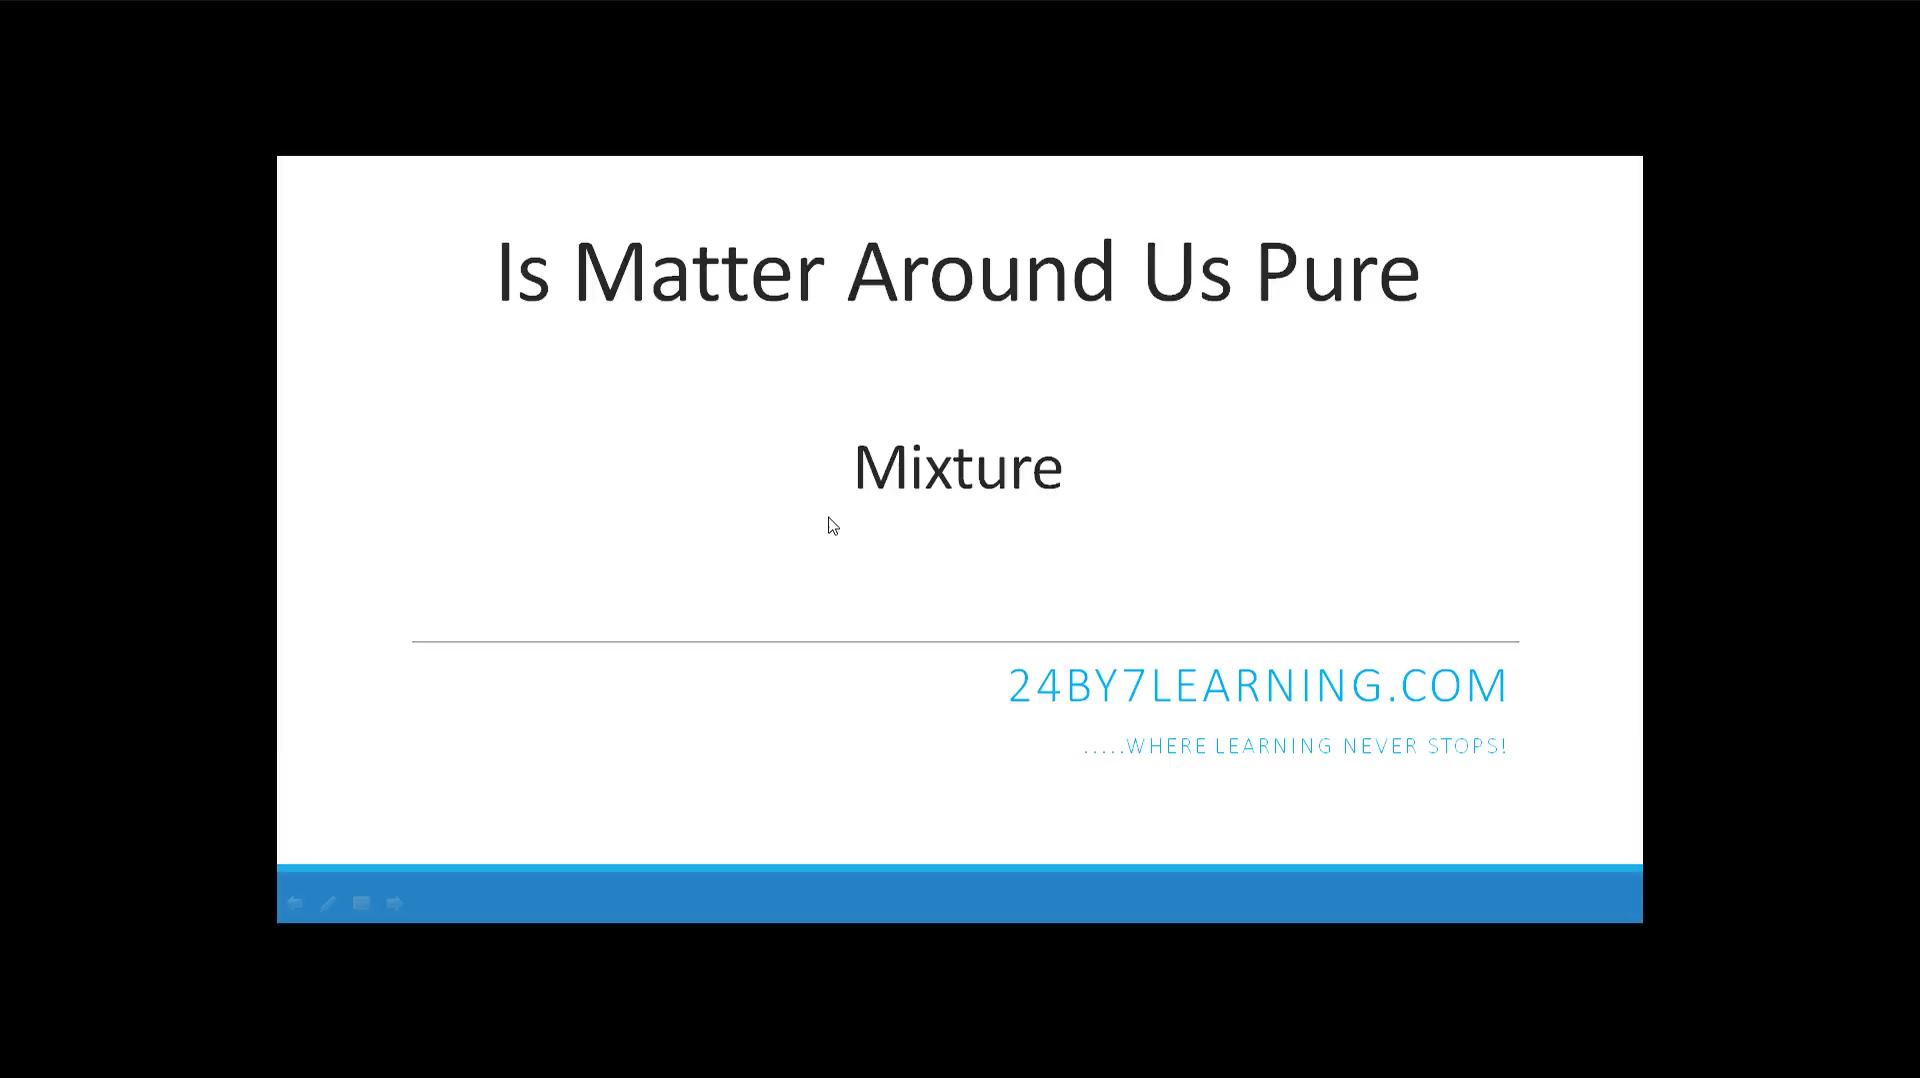 Is Matter Around Us Pure
Mixture
24BY7LEARNING.COM
.....WHERE LEARNING NEVER STOPS!